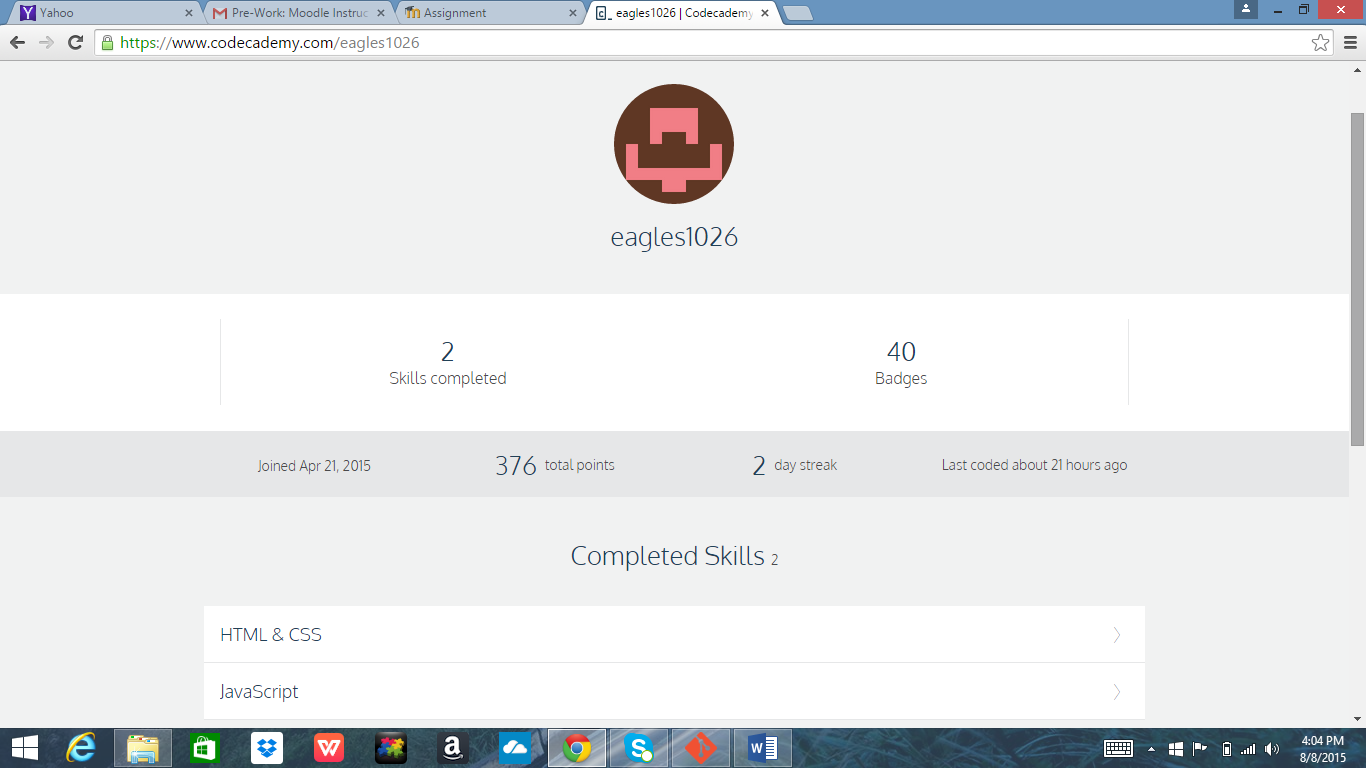 Yahoo
Pre-Work: Moodle Instruc
Assignment
eagles1026 | Codecademy
https://www.codecademy.com/eagles1026
eagles1026
2
Skills completed
40
Badges
Joined Apr 21, 2015
376 total points
2 day streak
Last coded about 21 hours ago
Completed Skills 2
HTML & CSS
JavaScript
4:04 PM
8/8/2015